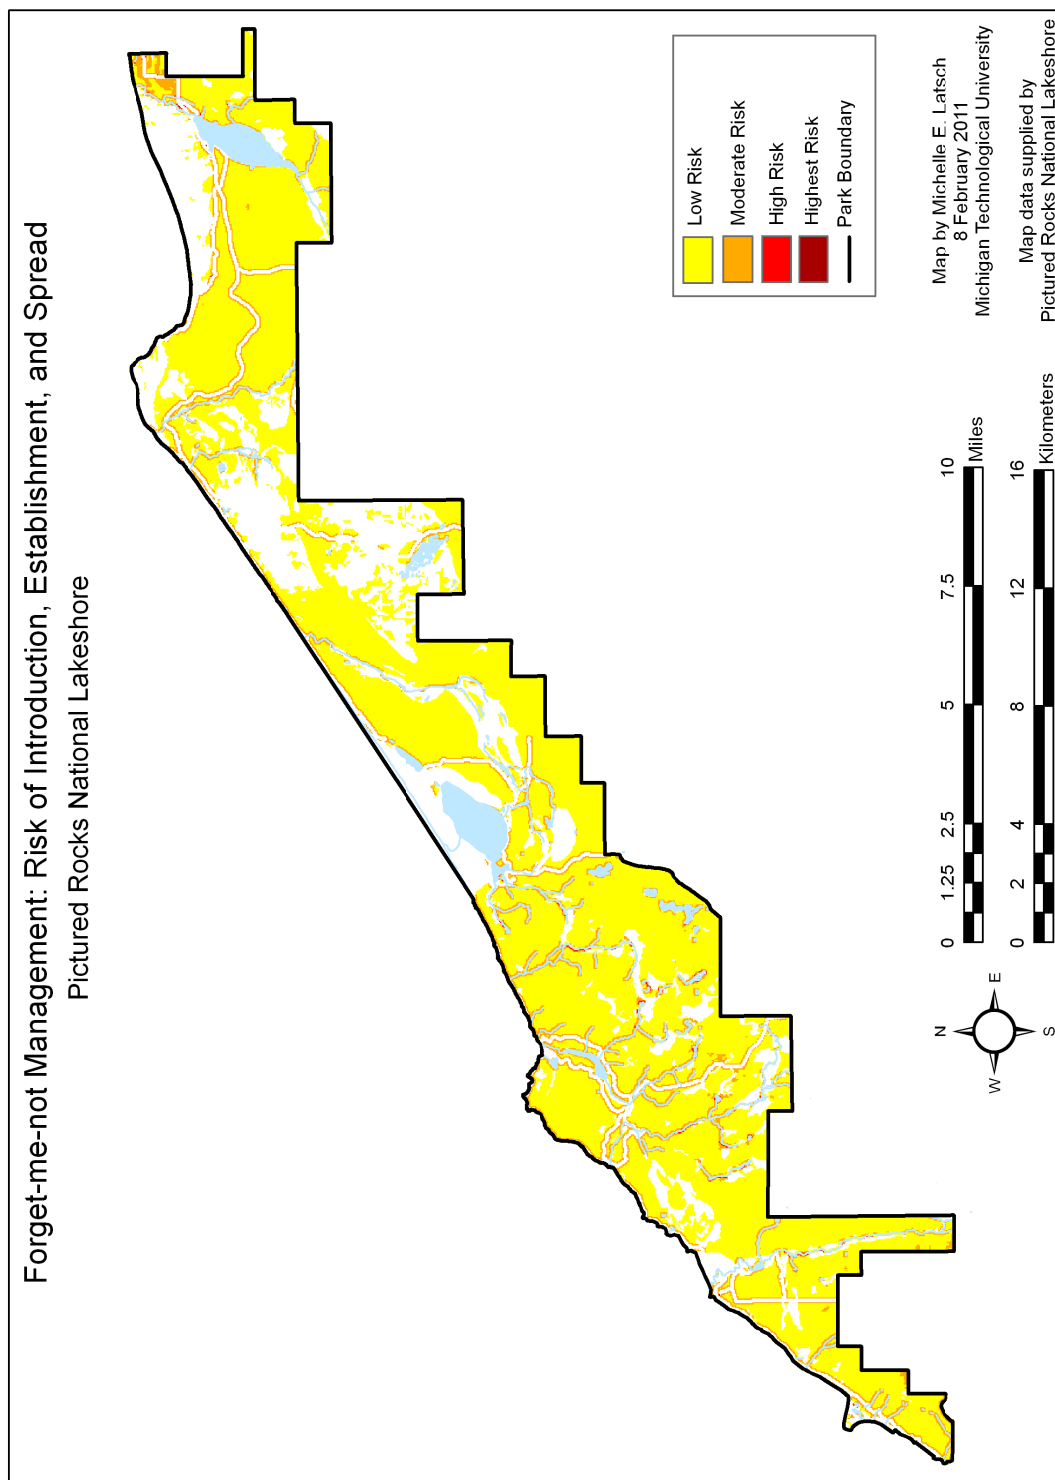 Forget-me-not Management: Risk of Introduction, Establishment, and Spread
Pictured Rocks National Lakeshore
Low Risk
Moderate Risk
High Risk
Highest Risk
Park Boundary
N
W E
S
0 1.25 2.5 5 7.5 10
Miles
0 2 4 8 12 16
Kilometers
Map by Michelle E. Latsch
8 February 2011
Michigan Technological University
Map data supplied by
Pictured Rocks National Lakeshore